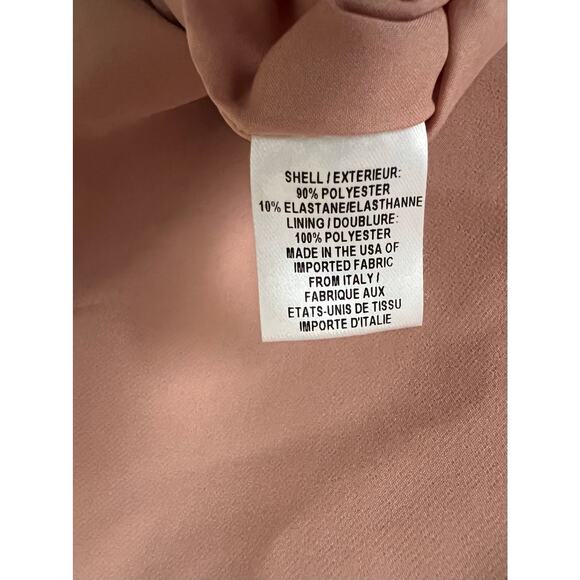 SHELL / EXTERIEUR:
90% POLYESTER
10% ELASTANE/ELASTHANNE
LINING / DOUBLURE:
100% POLYESTER
MADE IN THE USA OF
IMPORTED FABRIC
FROM ITALY /
FABRIQUE AUX
ETATS-UNIS DE TISSU
IMPORTE D'ITALIE